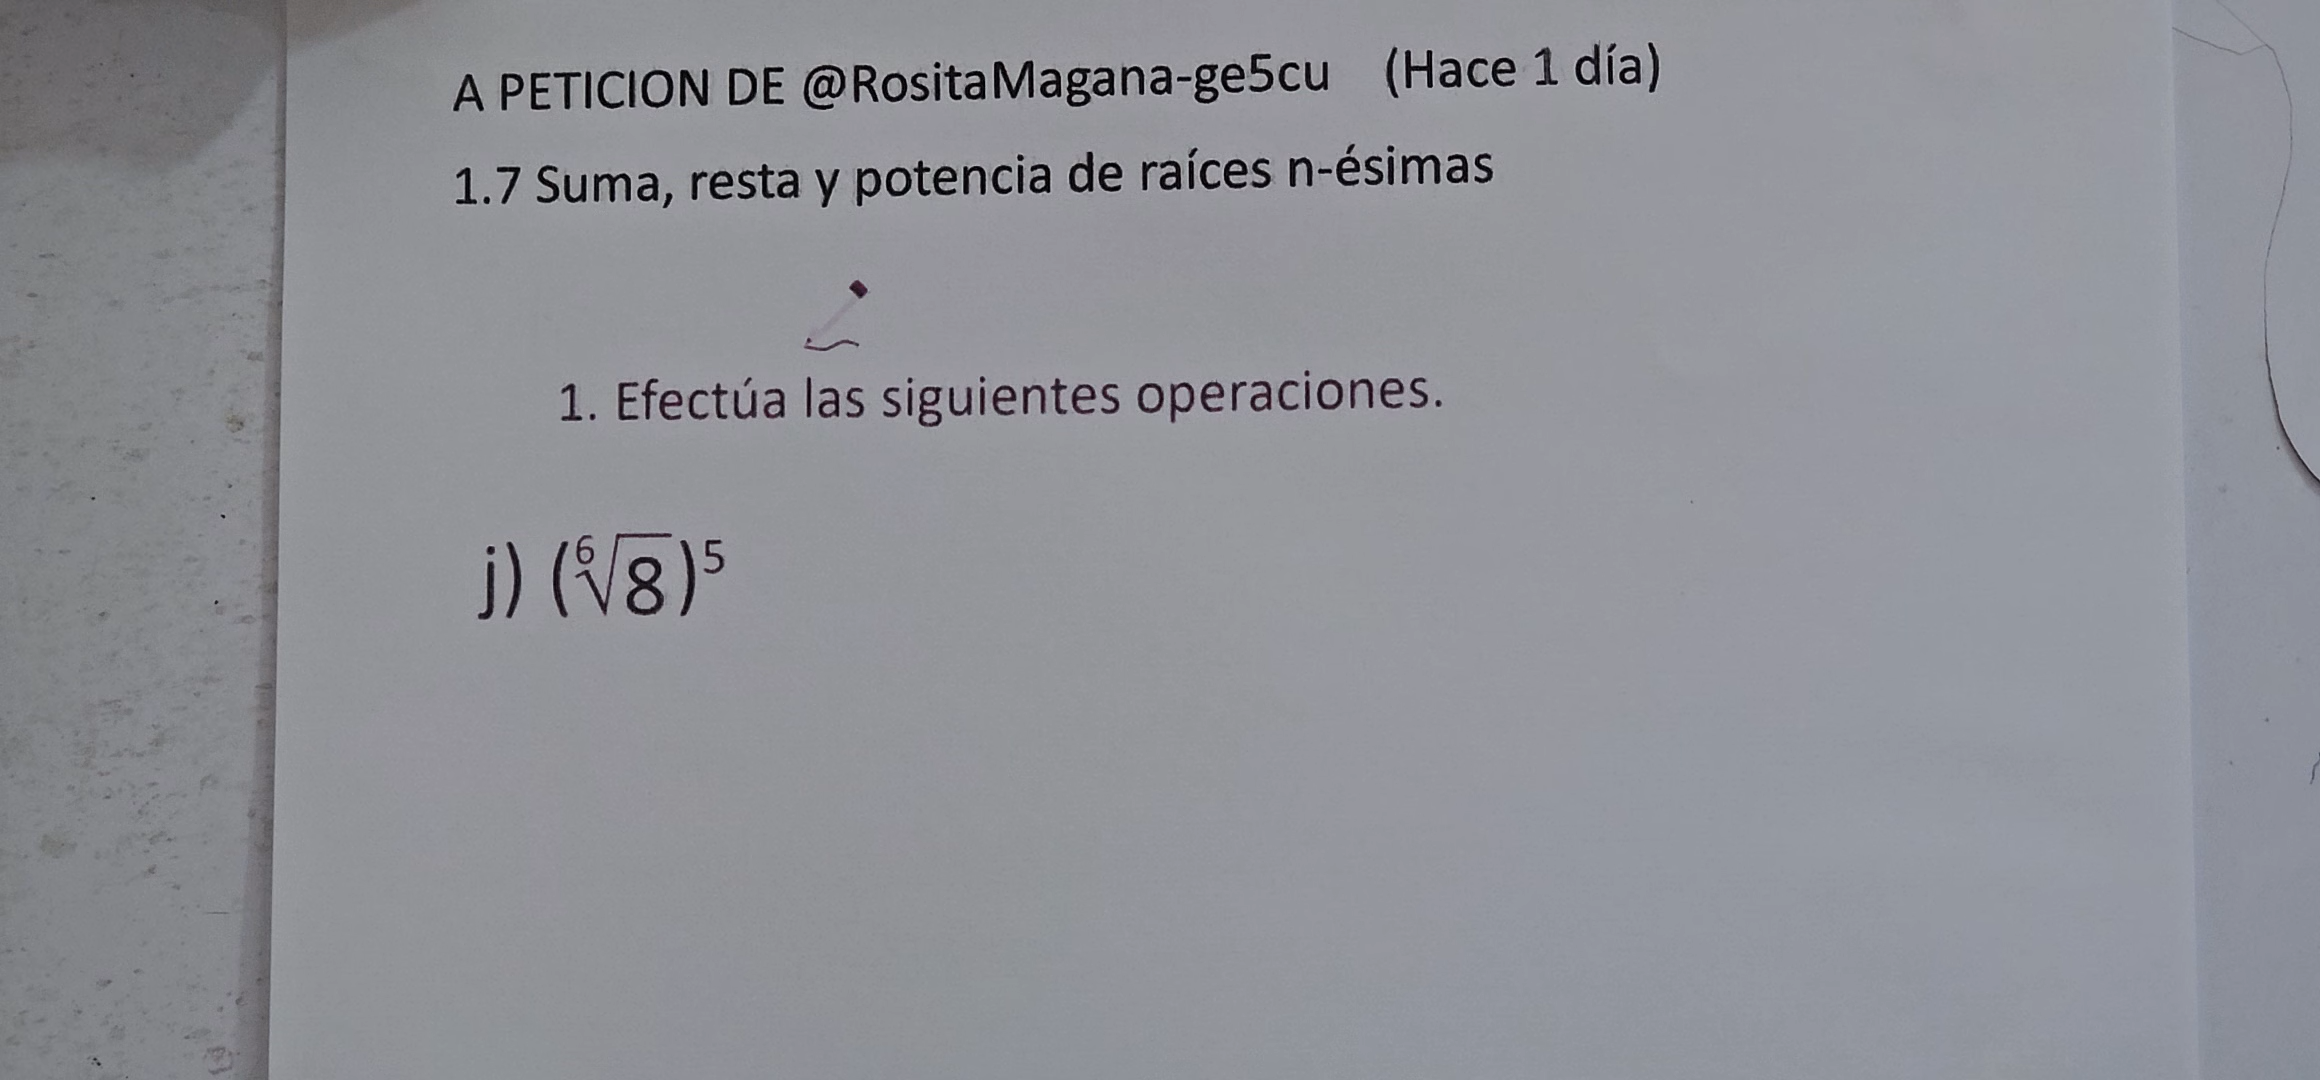 A PETICION DE @RositaMagana-ge5cu (Hace 1 día)
1.7 Suma, resta y potencia de raíces n-ésimas
1. Efectúa las siguientes operaciones.
j) (⁶√8)⁵